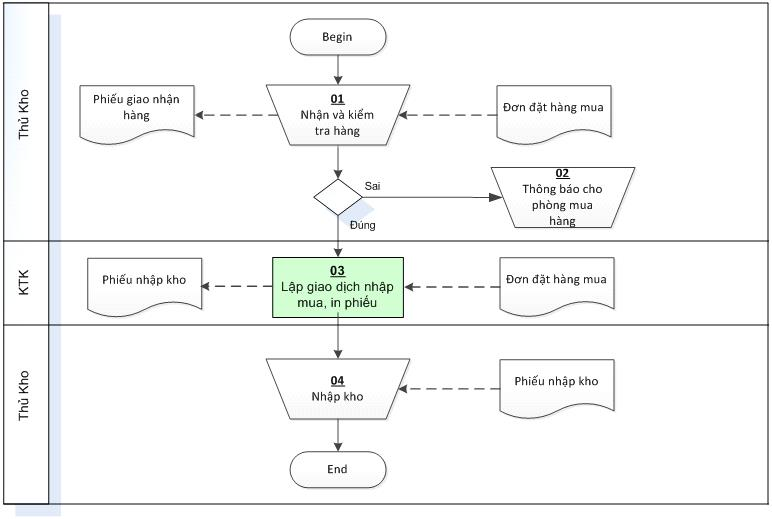 Thủ Kho
Begin
Phiếu giao nhận
hàng
01
Nhận và kiểm
tra hàng
Đơn đặt hàng mua
Sai
02
Thông báo cho
phòng mua
hàng
Đúng
KTK
Phiếu nhập kho
03
Lập giao dịch nhập
mua, in phiếu
Đơn đặt hàng mua
Thủ Kho
04
Nhập kho
Phiếu nhập kho
End